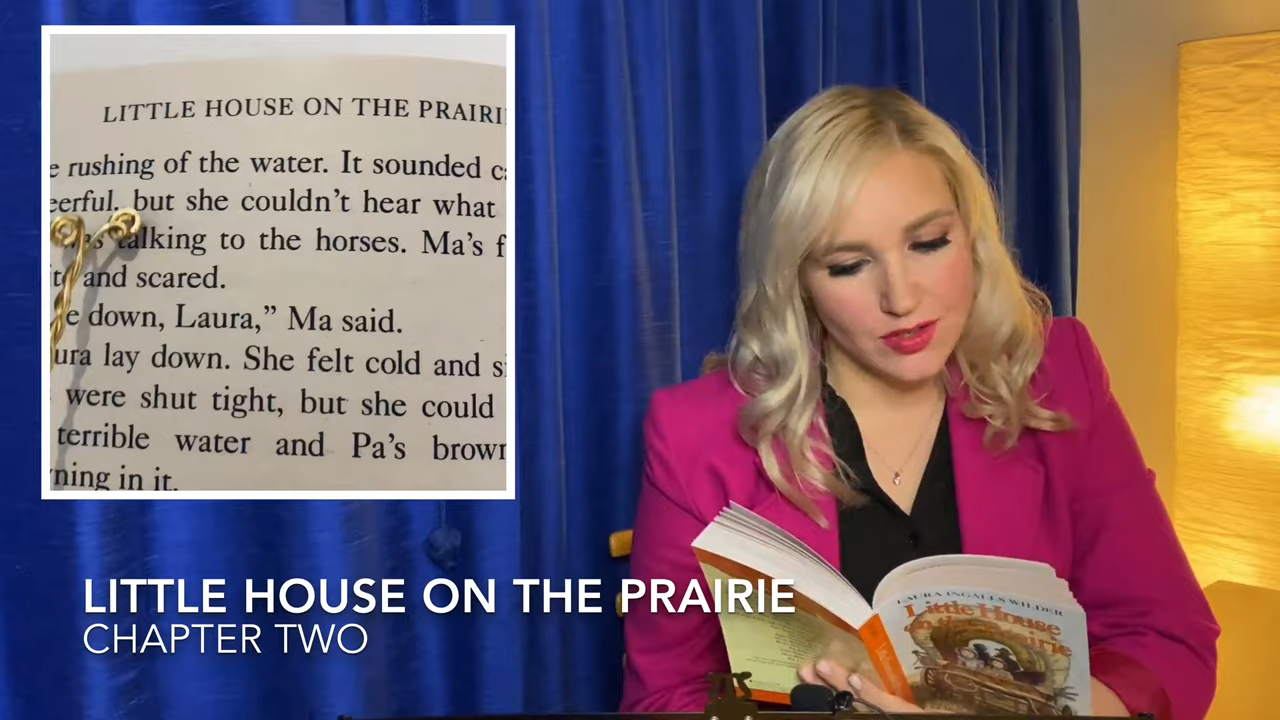 LITTLE HOUSE ON THE PRAIRI
rushing of the water. It sounded
but she couldn't hear what
talking to the horses. Ma's f
and scared.
e down, Laura," Ma said.
ura lay down. She felt cold and s
were shut tight, but she could
terrible water and Pa's brown
ning in it.
LITTLE HOUSE ON THE PRAIRIE
CHAPTER TWO
LAURA INGALLS WILDER
Little House
on the Prairie